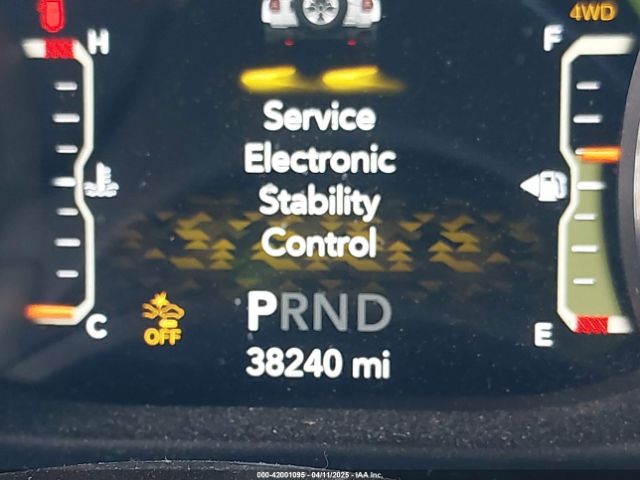 4WD
H
F
Service
Electronic
Stability
Control
PRND
OFF
C
E
38240 mi
000-42001095 - 04/11/2025 - IAA Inc.